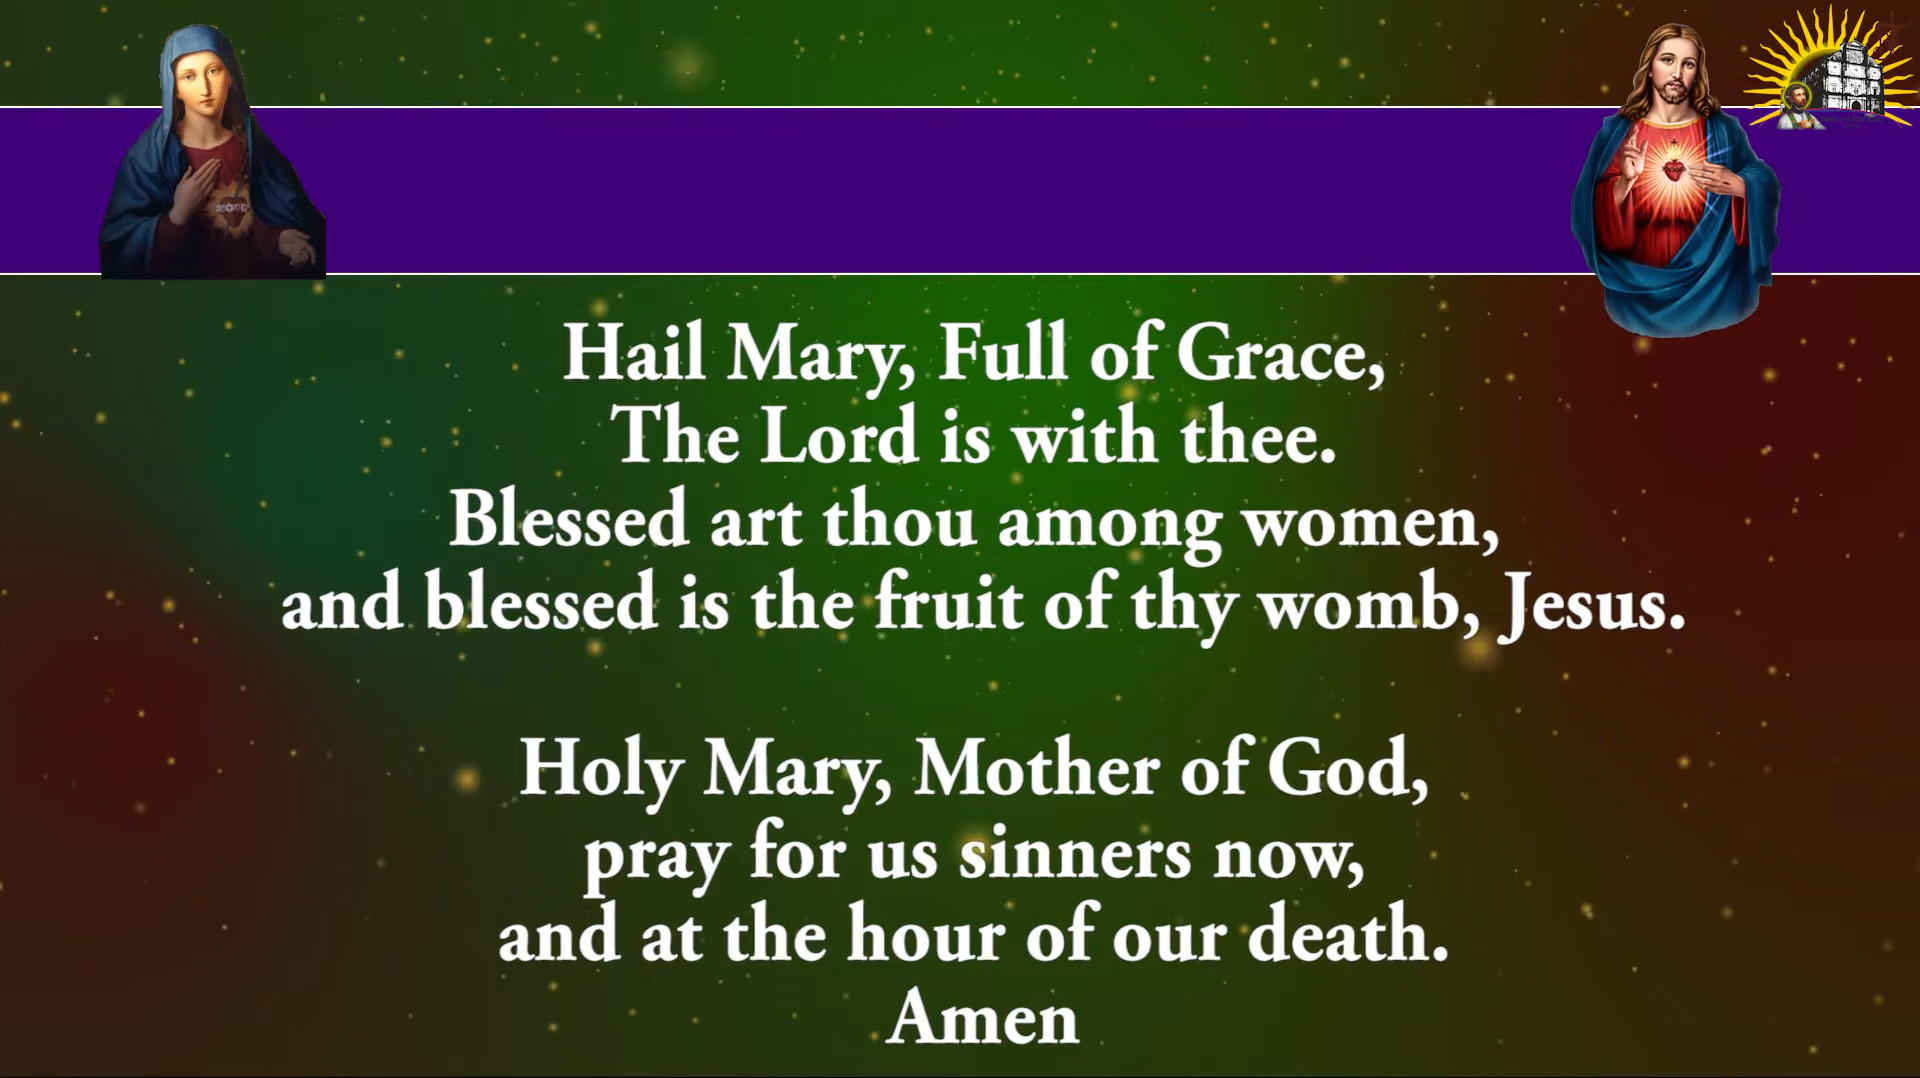 Hail Mary, Full of Grace,
The Lord is with thee.
Blessed art thou among women,
and blessed is the fruit of thy womb, Jesus.
Holy Mary, Mother of God,
pray for us sinners now,
and at the hour of our death.
Amen